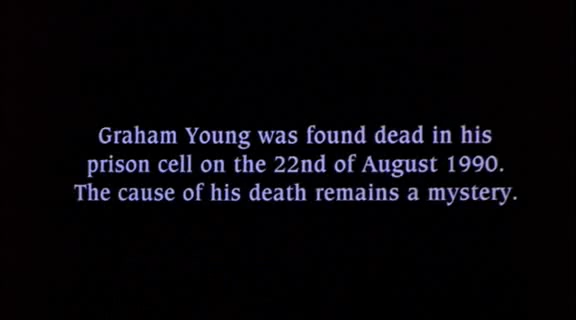 Graham Young was found dead in his
prison cell on the 22nd of August 1990.
The cause of his death remains a mystery.